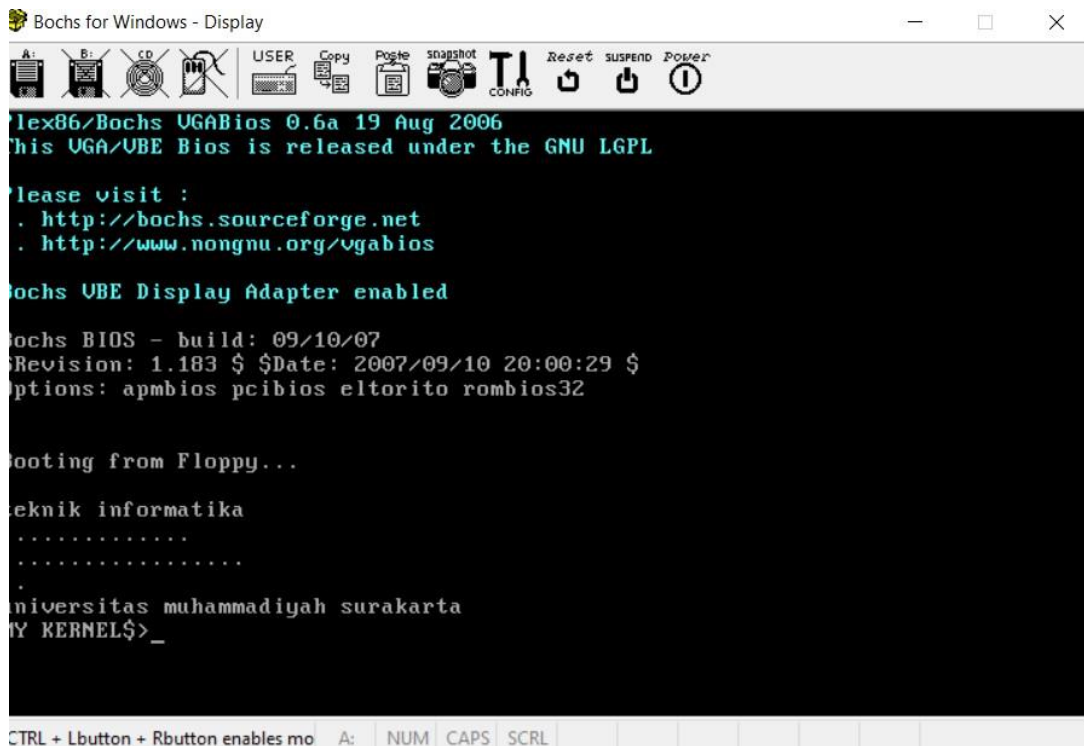 Bochs for Windows - Display
A: B: CD USER Copy Paste snapshot CONFIG Reset SUSPEND Power
lex86/Bochs VGABios 0.6a 19 Aug 2006
his VGA/VBE Bios is released under the GNU LGPL
lease visit :
. http://bochs.sourceforge.net
. http://www.nongnu.org/vgabios
ochs VBE Display Adapter enabled
ochs BIOS - build: 09/10/07
Revision: 1.183 $ $Date: 2007/09/10 20:00:29 $
ptions: apmbios pcibios eltorito rombios32
ooting from Floppy...
eknik informatika
.............
..................
.
niversitas muhammadiyah surakarta
MY KERNEL$>_
CTRL + Lbutton + Rbutton enables mo A: NUM CAPS SCRL